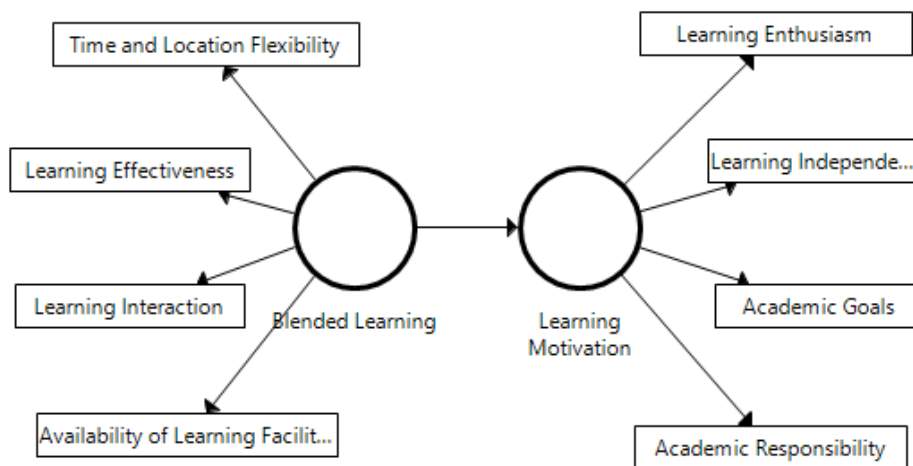 Time and Location Flexibility
Learning Enthusiasm
Learning Effectiveness
Learning Independe...
Learning Interaction
Academic Goals
Blended Learning
Learning
Motivation
Availability of Learning Facilit...
Academic Responsibility